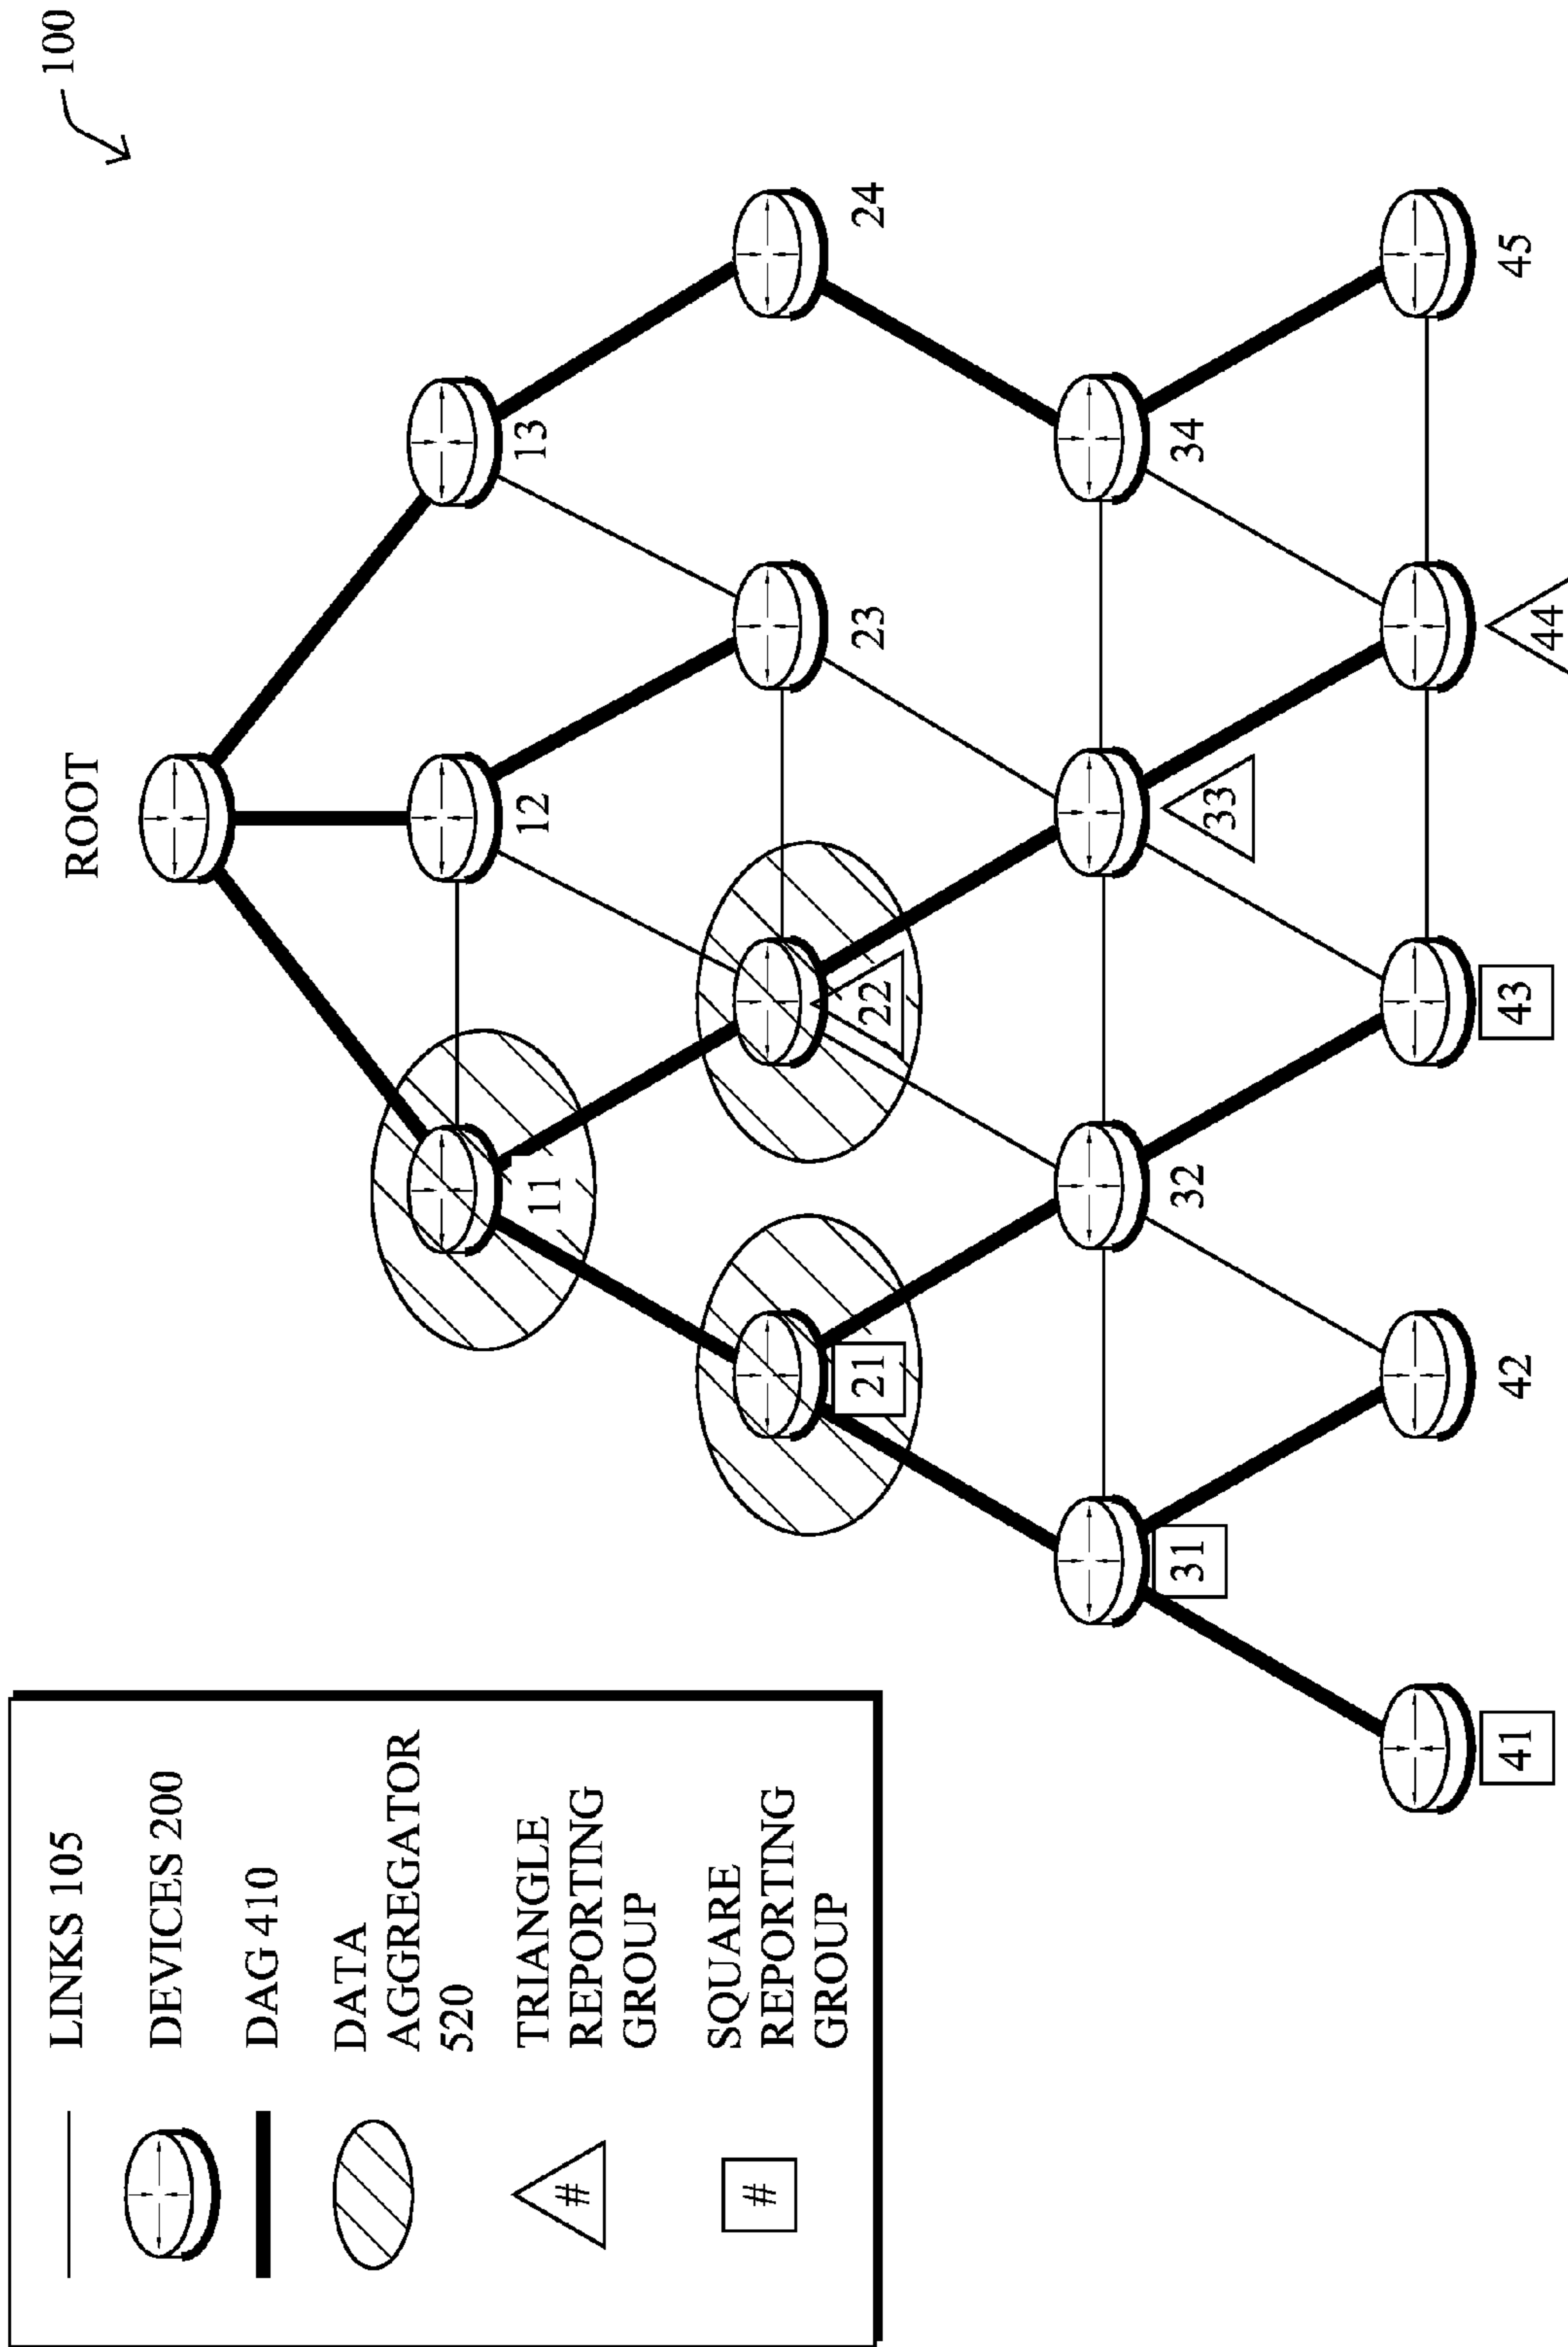 100
ROOT
11
12
13
21
22
23
24
31
32
33
34
41
42
43
44
45
LINKS 105
DEVICES 200
DAG 410
DATA
AGGREGATOR
520
#
TRIANGLE
REPORTING
GROUP
#
SQUARE
REPORTING
GROUP